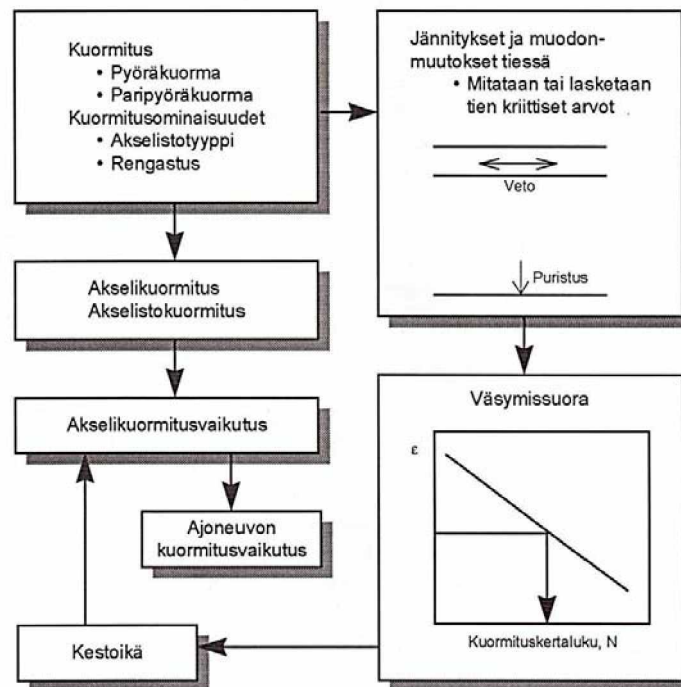 Kuormitus
• Pyöräkuorma
• Paripyöräkuorma
Kuormitusominaisuudet
• Akselistotyyppi
• Rengastus
Jännitykset ja muodon-
muutokset tiessä
• Mitataan tai lasketaan
tien kriittiset arvot
Veto
Puristus
Akselikuormitus
Akselistokuormitus
Akselikuormitusvaikutus
Ajoneuvon
kuormitusvaikutus
Kestoikä
Väsymissuora
ε
Kuormituskertaluku, N